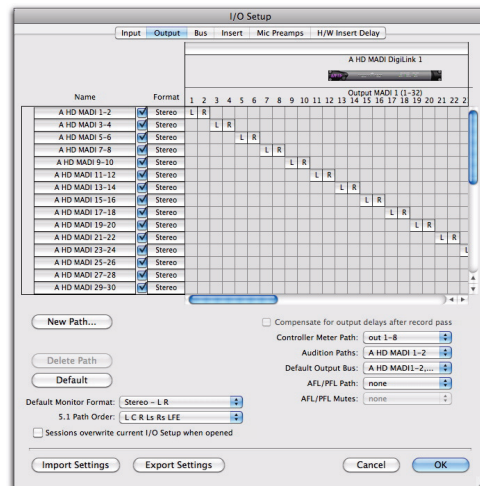 I/O Setup
Input Output Bus Insert Mic Preamps H/W Insert Delay
A HD MADI DigiLink 1
Output MADI 1 (1-32)
Name Format 1 2 3 4 5 6 7 8 9 10 11 12 13 14 15 16 17 18 19 20 21 22 2
A HD MADI 1-2 Stereo L R
A HD MADI 3-4 Stereo L R
A HD MADI 5-6 Stereo L R
A HD MADI 7-8 Stereo L R
A HD MADI 9-10 Stereo L R
A HD MADI 11-12 Stereo L R
A HD MADI 13-14 Stereo L R
A HD MADI 15-16 Stereo L R
A HD MADI 17-18 Stereo L R
A HD MADI 19-20 Stereo L R
A HD MADI 21-22 Stereo L R
A HD MADI 23-24 Stereo L
A HD MADI 25-26 Stereo
A HD MADI 27-28 Stereo
A HD MADI 29-30 Stereo
New Path...
Compensate for output delays after record pass
Controller Meter Path: out 1-8
Delete Path
Audition Paths: A HD MADI 1-2
Default
Default Output Bus: A HD MADI1-2,...
AFL/PFL Path: none
Default Monitor Format: Stereo - L R
AFL/PFL Mutes: none
5.1 Path Order: L C R Ls Rs LFE
Sessions overwrite current I/O Setup when opened
Import Settings Export Settings Cancel OK